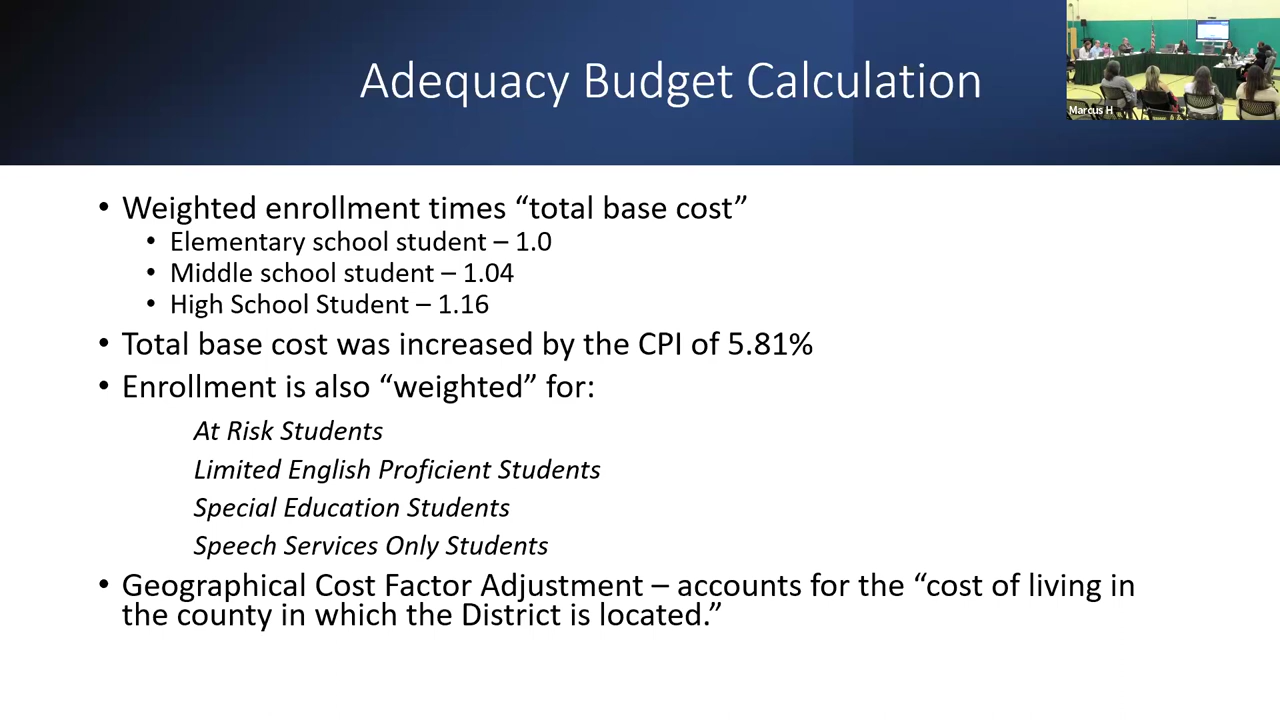 Adequacy Budget Calculation
Marcus H
• Weighted enrollment times “total base cost”
• Elementary school student – 1.0
• Middle school student – 1.04
• High School Student – 1.16
• Total base cost was increased by the CPI of 5.81%
• Enrollment is also “weighted” for:
At Risk Students
Limited English Proficient Students
Special Education Students
Speech Services Only Students
• Geographical Cost Factor Adjustment – accounts for the “cost of living in
the county in which the District is located.”